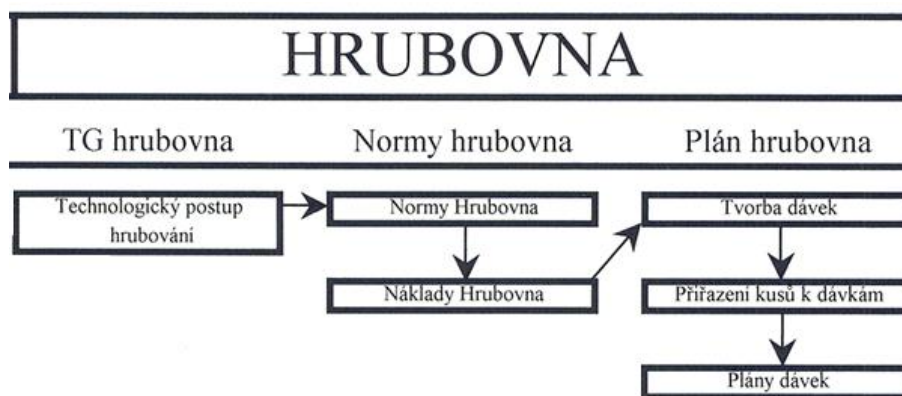 HRUBOVNA
TG hrubovna
Normy hrubovna
Plán hrubovna
Technologický postup
hrubování
Normy Hrubovna
Tvorba dávek
Náklady Hrubovna
Přiřazení kusů k dávkám
Plány dávek